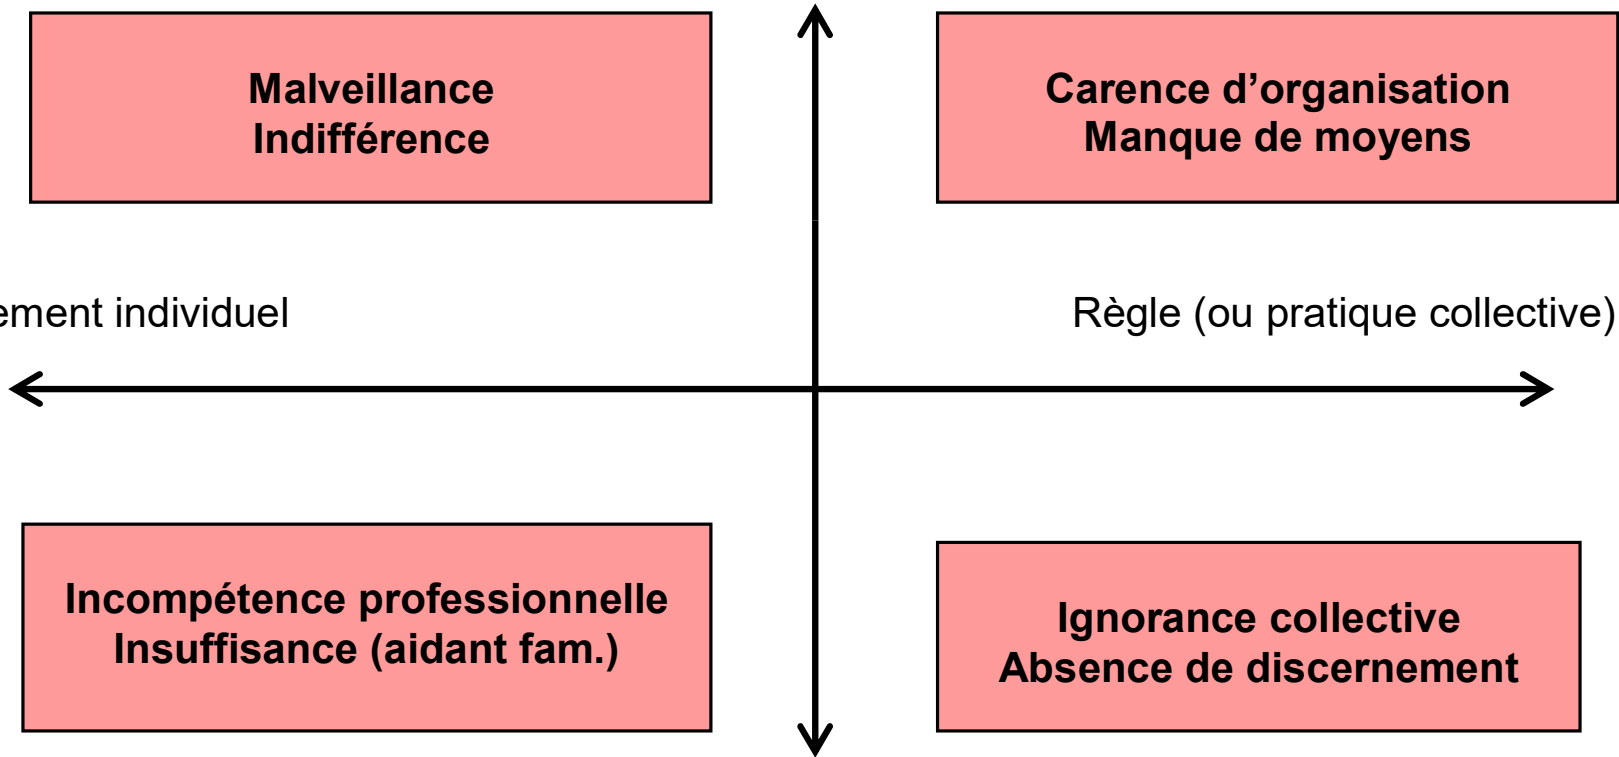 Malveillance
Indifférence
Carence d’organisation
Manque de moyens
ement individuel
Règle (ou pratique collective)
Incompétence professionnelle
Insuffisance (aidant fam.)
Ignorance collective
Absence de discernement